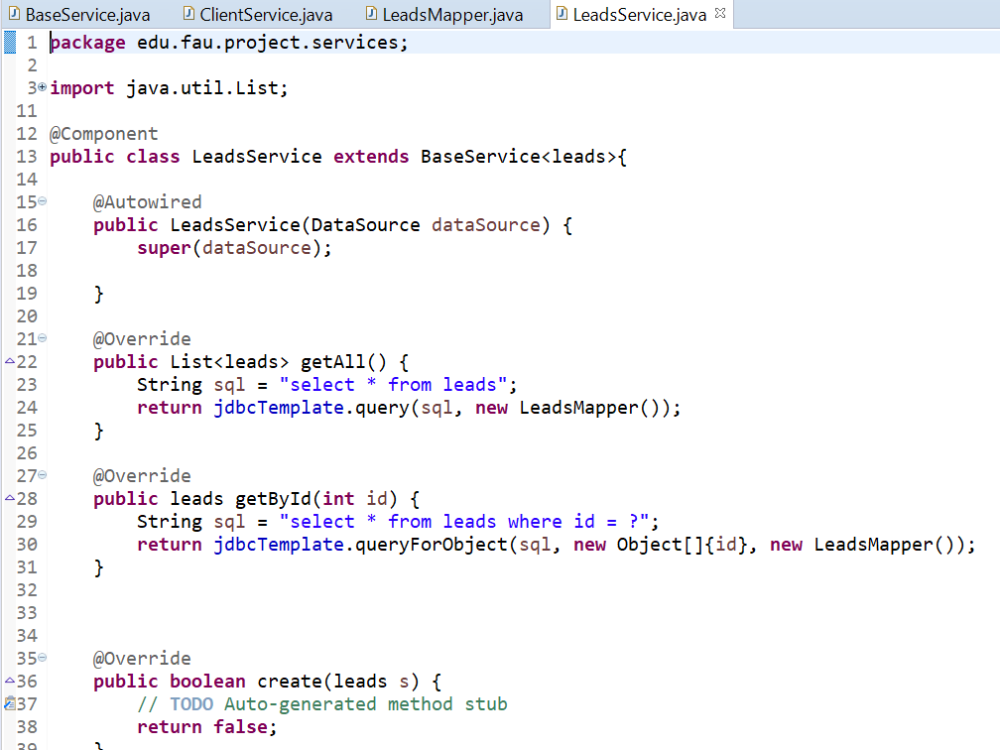 BaseService.java ClientService.java LeadsMapper.java LeadsService.java
1 package edu.fau.project.services;
2
3 import java.util.List;
11
12 @Component
13 public class LeadsService extends BaseService<leads>{
14
15 @Autowired
16 public LeadsService(DataSource dataSource) {
17 super(dataSource);
18
19 }
20
21 @Override
22 public List<leads> getAll() {
23 String sql = "select * from leads";
24 return jdbcTemplate.query(sql, new LeadsMapper());
25 }
26
27 @Override
28 public leads getById(int id) {
29 String sql = "select * from leads where id = ?";
30 return jdbcTemplate.queryForObject(sql, new Object[]{id}, new LeadsMapper());
31 }
32
33
34
35 @Override
36 public boolean create(leads s) {
37 // TODO Auto-generated method stub
38 return false;
39 }